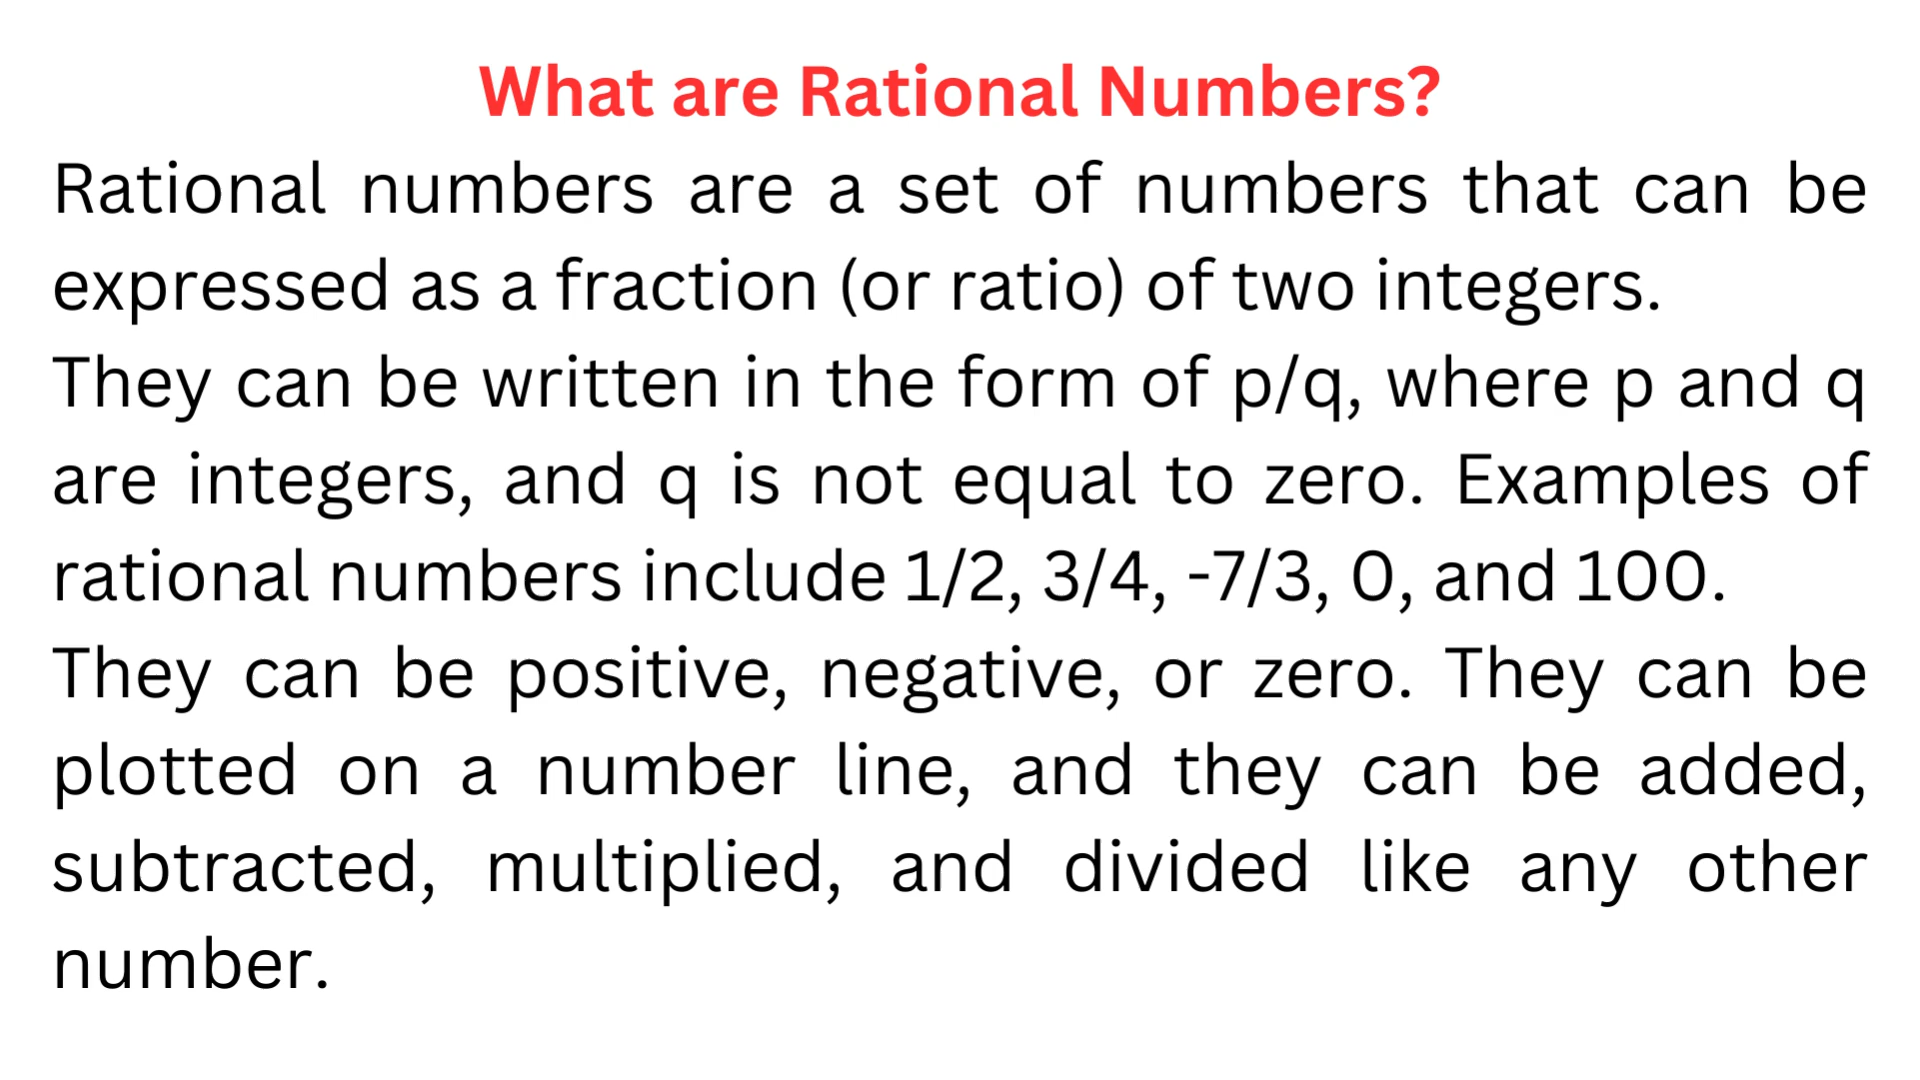 What are Rational Numbers?
Rational numbers are a set of numbers that can be
expressed as a fraction (or ratio) of two integers.
They can be written in the form of p/q, where p and q
are integers, and q is not equal to zero. Examples of
rational numbers include 1/2, 3/4, -7/3, 0, and 100.
They can be positive, negative, or zero. They can be
plotted on a number line, and they can be added,
subtracted, multiplied, and divided like any other
number.